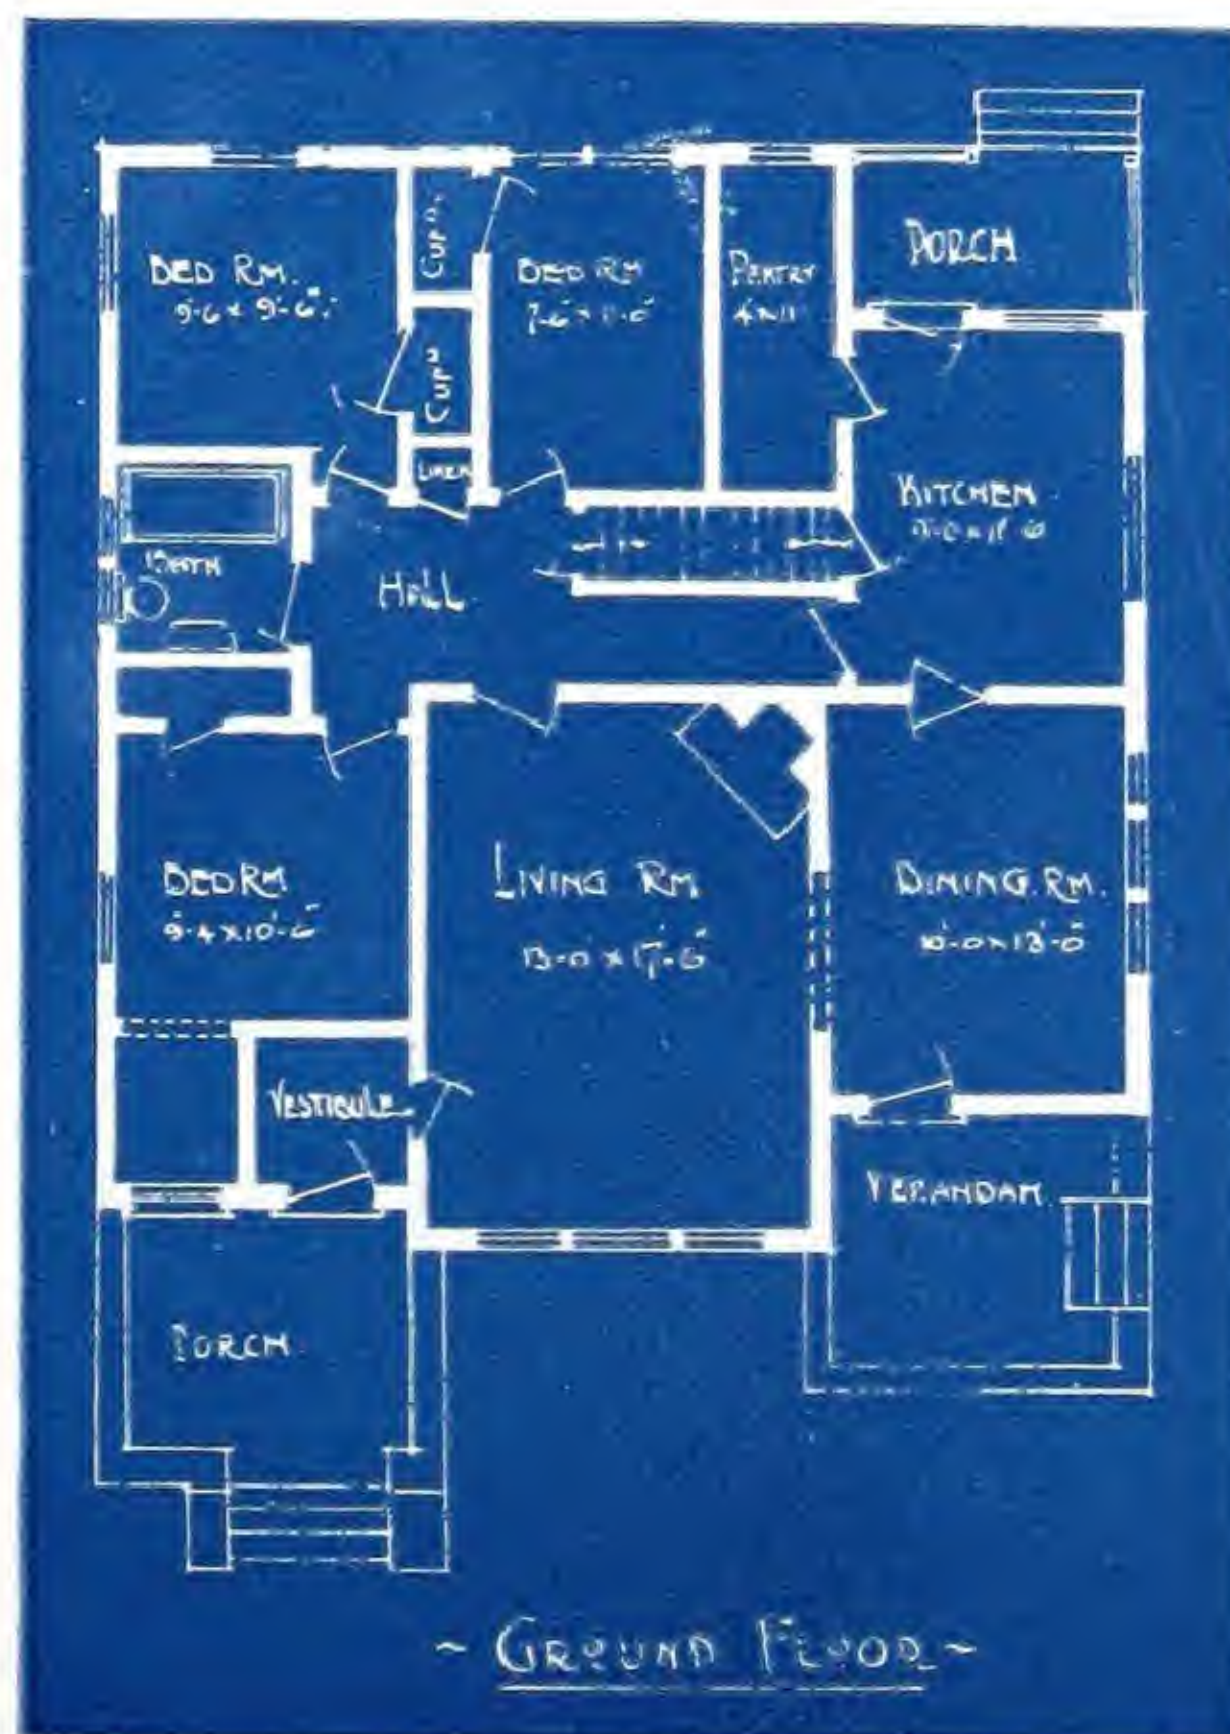 BED RM.
9'-6 x 9'-6"
CUPD.
CUPD
LINEN
BED RM
PANTRY
4 x 11
PORCH
KITCHEN
BATH
HALL
BED RM
9'-4 x 10'-6"
LIVING RM
13'-0 x 17'-6"
DINING. RM.
10'-0 x 13'-0"
VESTIBULE
VERANDAH
PORCH
~ GROUND FLOOR ~